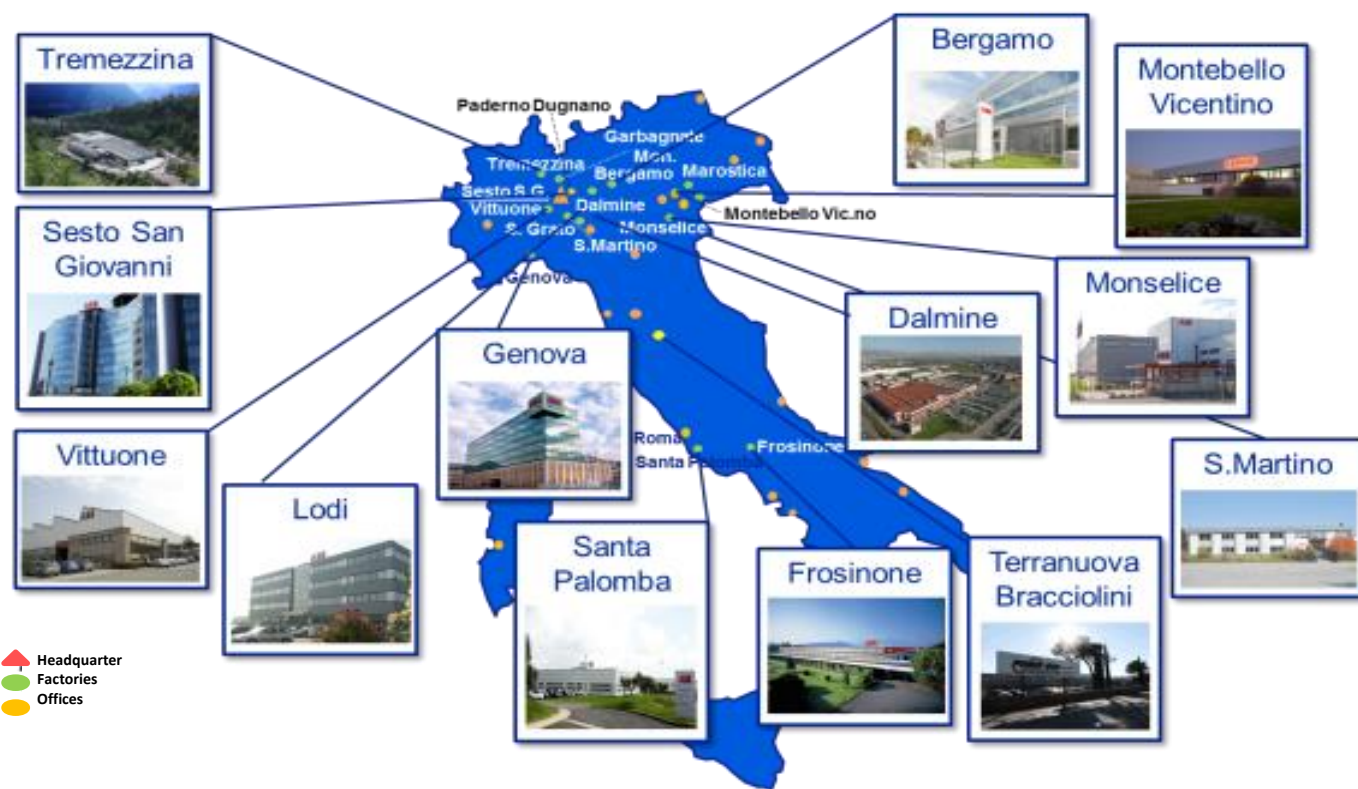 Tremezzina
Bergamo
Montebello
Vicentino
Paderno Dugnano
Garbagnate
Mon.
Tremezzina
Bergamo
Marostica
Sesto S.G.
Vittuone
Dalmine
Montebello Vic.no
S. Grato
Monselice
S.Martino
Genova
Sesto San
Giovanni
Monselice
Dalmine
Genova
Roma
Santa Palomba
Frosinone
Vittuone
S.Martino
Lodi
Santa
Palomba
Frosinone
Terranuova
Bracciolini
Headquarter
Factories
Offices